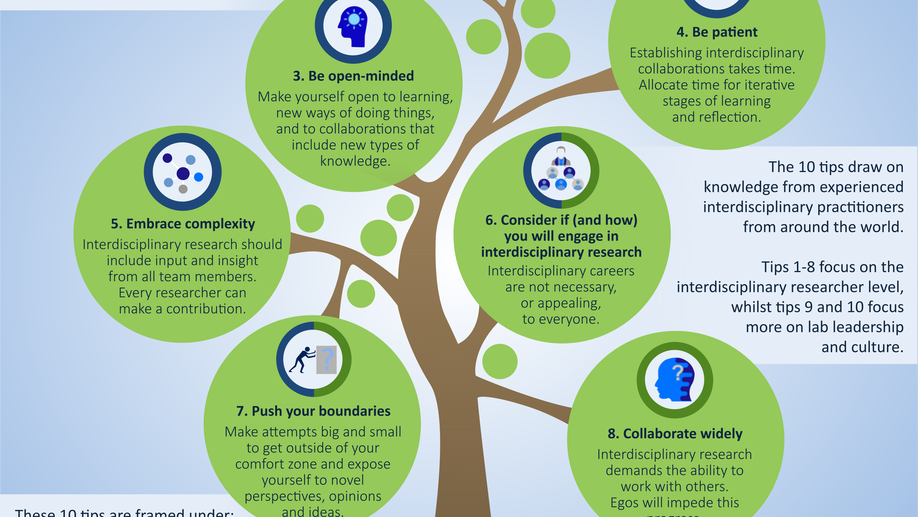 3. Be open-minded
Make yourself open to learning,
new ways of doing things,
and to collaborations that
include new types of
knowledge.
4. Be patient
Establishing interdisciplinary
collaborations takes time.
Allocate time for iterative
stages of learning
and reflection.
5. Embrace complexity
Interdisciplinary research should
include input and insight
from all team members.
Every researcher can
make a contribution.
6. Consider if (and how)
you will engage in
interdisciplinary research
Interdisciplinary careers
are not necessary,
or appealing,
to everyone.
The 10 tips draw on
knowledge from experienced
interdisciplinary practitioners
from around the world.
Tips 1-8 focus on the
interdisciplinary researcher level,
whilst tips 9 and 10 focus
more on lab leadership
and culture.
?
7. Push your boundaries
Make attempts big and small
to get outside of your
comfort zone and expose
yourself to novel
perspectives, opinions
and ideas.
?
8. Collaborate widely
Interdisciplinary research
demands the ability to
work with others.
Egos will impede this
These 10 tips are framed under: